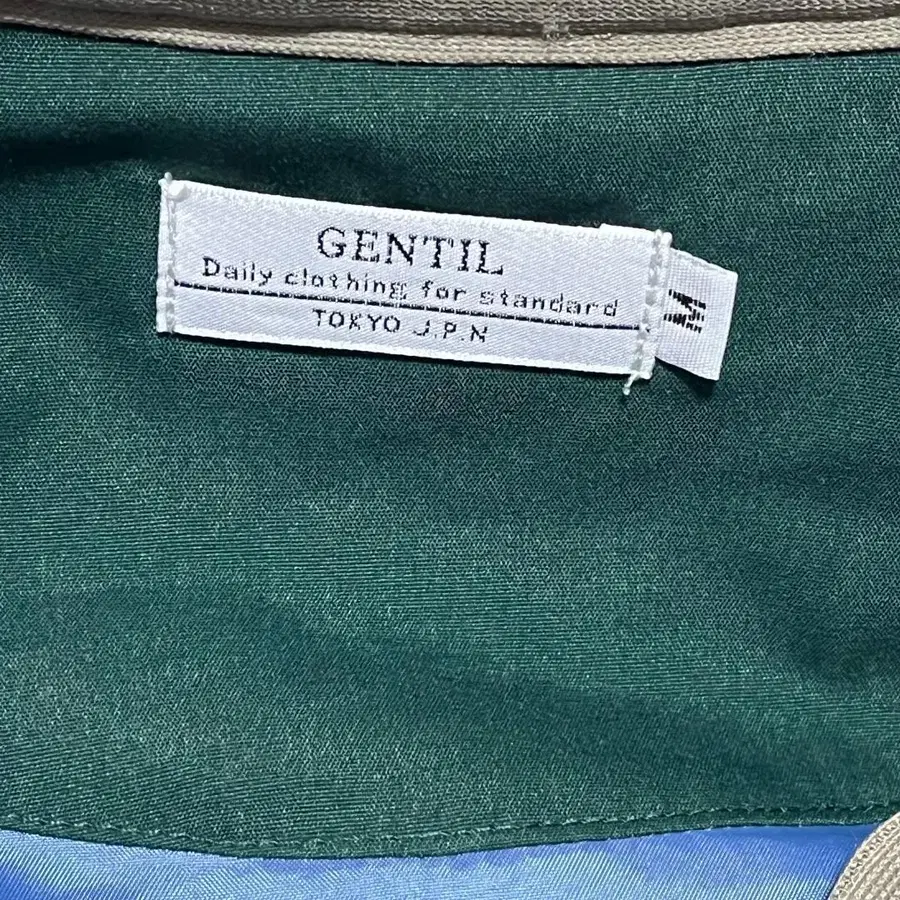 GENTIL
Daily clothing for standard
TOKYO J.P.N
M